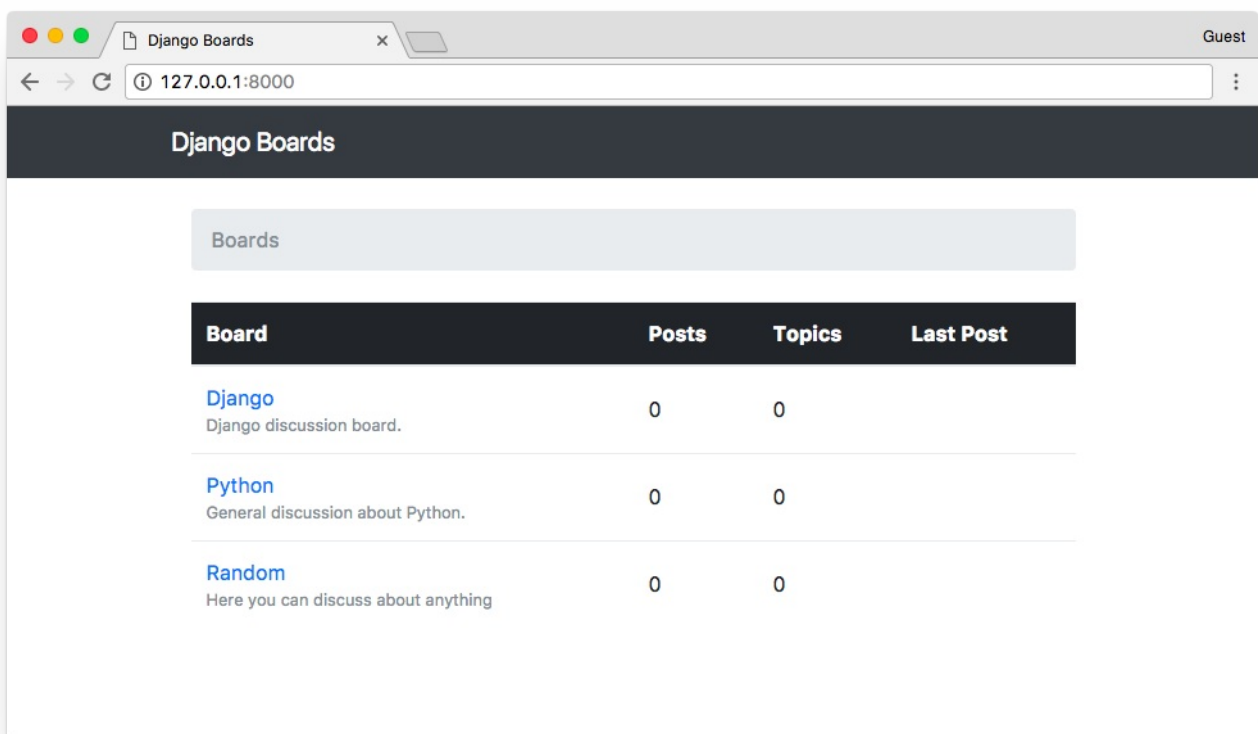 Django Boards
Guest
127.0.0.1:8000
Django Boards
Boards
Board Posts Topics Last Post
Django
Django discussion board.
0 0
Python
General discussion about Python.
0 0
Random
Here you can discuss about anything
0 0